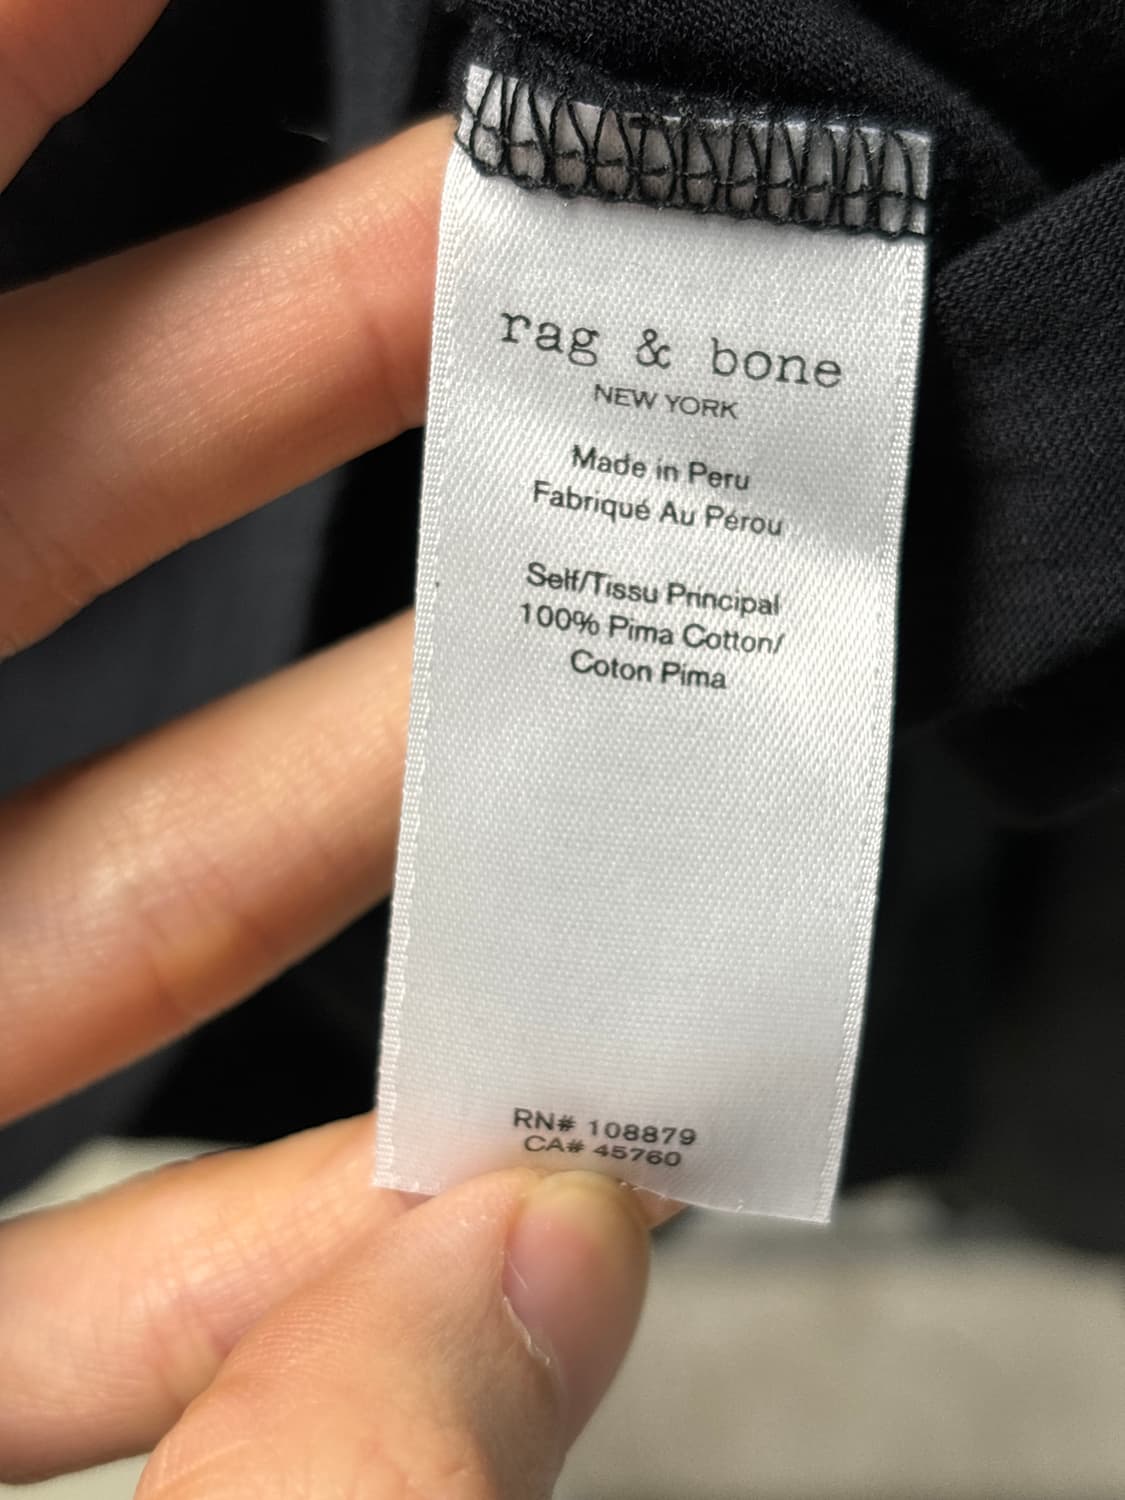 rag & bone
NEW YORK
Made in Peru
Fabriqué Au Pérou
Self/Tissu Principal
100% Pima Cotton/
Coton Pima
RN# 108879
CA# 45760